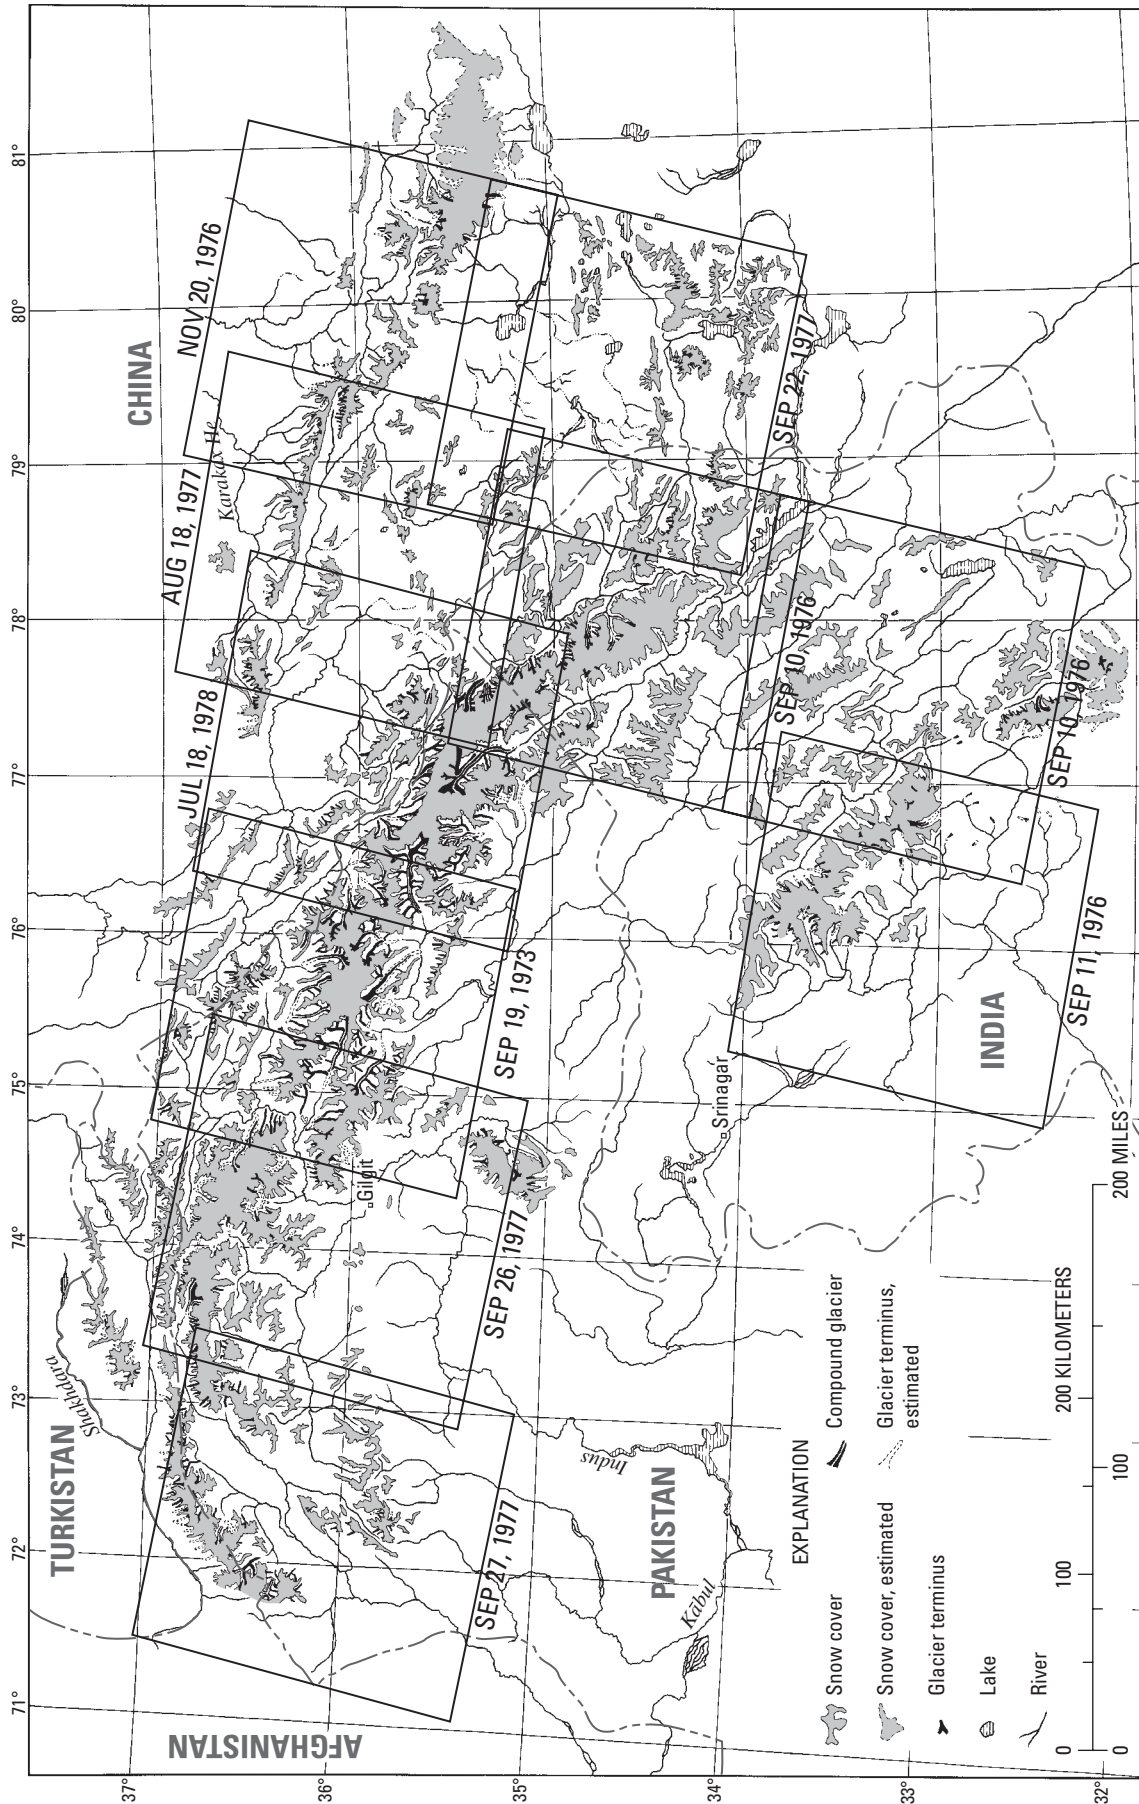 71°
72°
73°
74°
75°
76°
77°
78°
79°
80°
81°
37°
36°
35°
34°
33°
32°
TURKISTAN
CHINA
AFGHANISTAN
PAKISTAN
INDIA
Shakhdara
Karakax He
Gilgit
Srinagar
Indus
Kābul
SEP 27, 1977
SEP 26, 1977
SEP 19, 1973
JUL 18, 1978
AUG 18, 1977
NOV 20, 1976
SEP 22, 1977
SEP 10, 1976
SEP 10, 1976
SEP 11, 1976
EXPLANATION
Snow cover
Snow cover, estimated
Glacier terminus
Lake
River
Compound glacier
Glacier terminus,
estimated
0 100 200 KILOMETERS
0 100 200 MILES